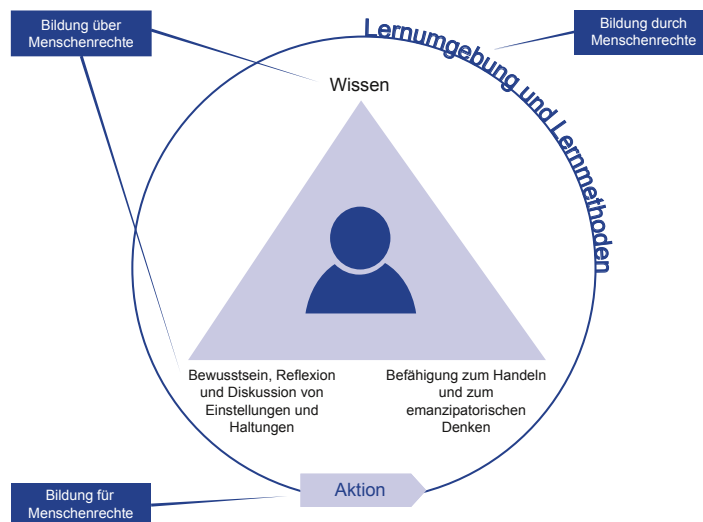 Bildung über
Menschenrechte
Lernumgebung und Lernmethoden
Bildung durch
Menschenrechte
Wissen
Bewusstsein, Reflexion
und Diskussion von
Einstellungen und
Haltungen
Befähigung zum Handeln
und zum
emanzipatorischen
Denken
Bildung für
Menschenrechte
Aktion